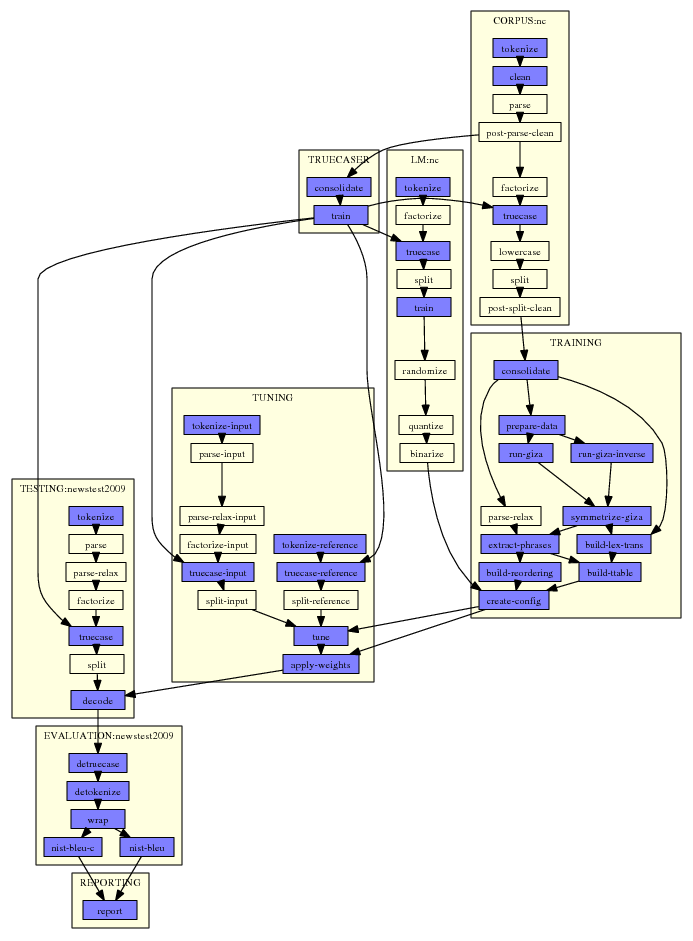 CORPUS:nc
tokenize
clean
parse
post-parse-clean
factorize
truecase
lowercase
split
post-split-clean
TRUECASER
consolidate
train
LM:nc
tokenize
factorize
truecase
split
train
randomize
quantize
binarize
TRAINING
consolidate
prepare-data
run-giza
run-giza-inverse
parse-relax
symmetrize-giza
extract-phrases
build-lex-trans
build-reordering
build-ttable
create-config
TUNING
tokenize-input
parse-input
parse-relax-input
factorize-input
tokenize-reference
truecase-input
truecase-reference
split-input
split-reference
tune
apply-weights
TESTING:newstest2009
tokenize
parse
parse-relax
factorize
truecase
split
decode
EVALUATION:newstest2009
detruecase
detokenize
wrap
nist-bleu-c
nist-bleu
REPORTING
report